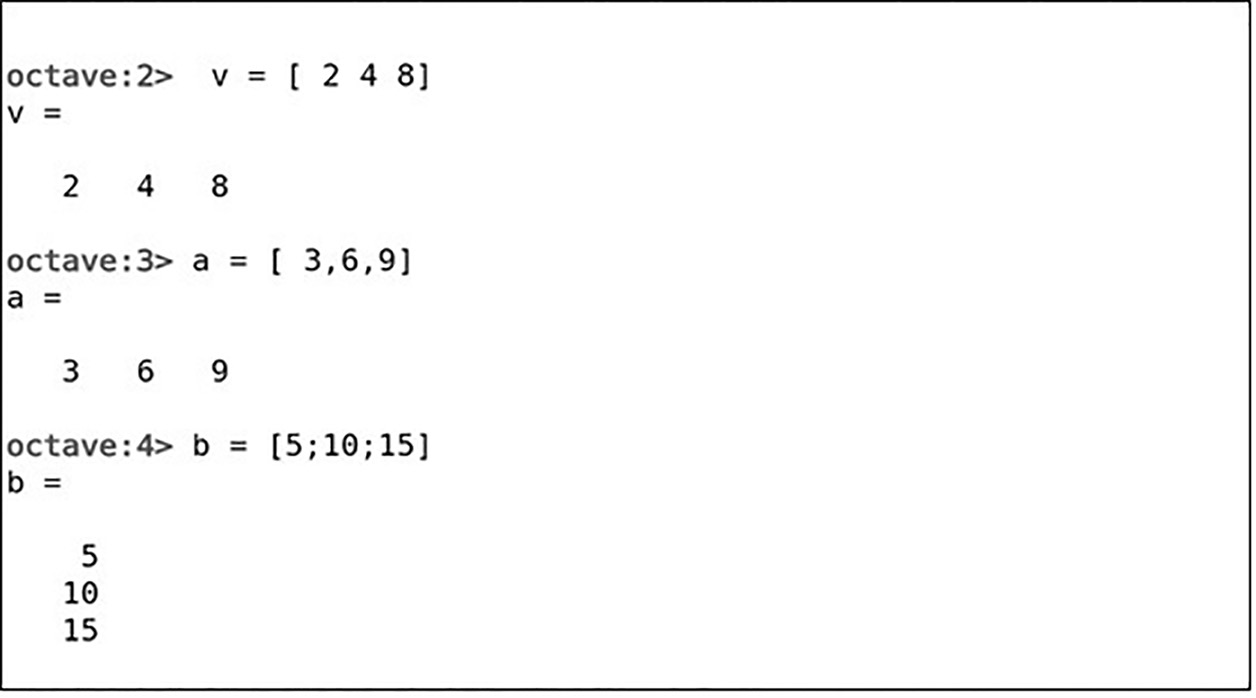 octave:2>  v = [ 2 4 8]
v =
   2   4   8
octave:3> a = [ 3,6,9]
a =
   3   6   9
octave:4> b = [5;10;15]
b =
    5
   10
   15